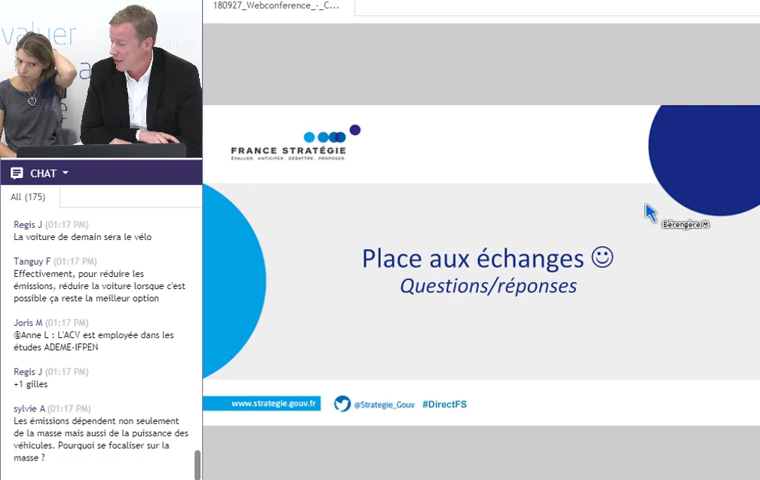 180927_Webconference_-_C...
valuer
CHAT
All (175)
Regis J (01:17 PM)
La voiture de demain sera le vélo
Tanguy F (01:17 PM)
Effectivement, pour réduire les
émissions, réduire la voiture lorsque c'est
possible ça reste la meilleur option
Joris M (01:17 PM)
@Anne L : L'ACV est employée dans les
études ADEME-IFPEN
Regis J (01:17 PM)
+1 gilles
sylvie A (01:17 PM)
Les émissions dépendent non seulement
de la masse mais aussi de la puissance des
véhicules. Pourquoi se focaliser sur la
masse ?
FRANCE STRATÉGIE
ÉVALUER. ANTICIPER. DÉBATTRE. PROPOSER.
Bérengère M
Place aux échanges ☺
Questions/réponses
www.strategie.gouv.fr
@Strategie_Gouv
#DirectFS